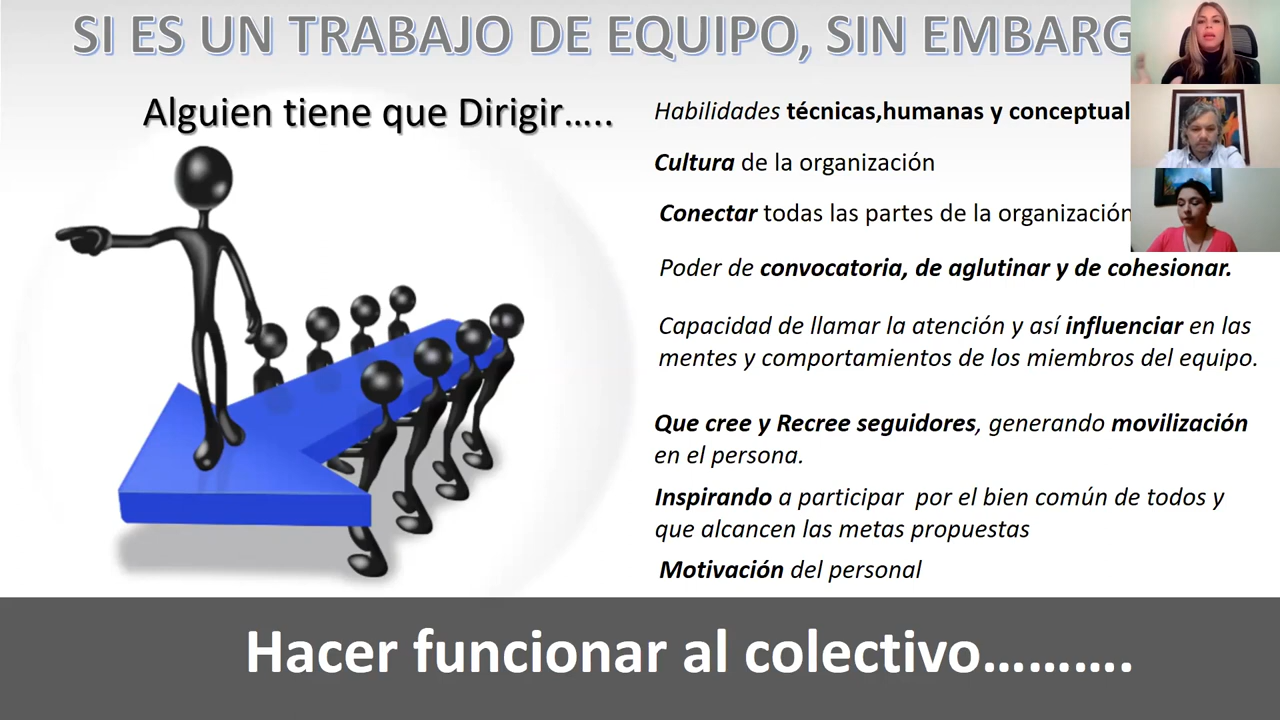 SI ES UN TRABAJO DE EQUIPO, SIN EMBARG
Alguien tiene que Dirigir.....
Habilidades técnicas,humanas y conceptual
Cultura de la organización
Conectar todas las partes de la organización
Poder de convocatoria, de aglutinar y de cohesionar.
Capacidad de llamar la atención y así influenciar en las
mentes y comportamientos de los miembros del equipo.
Que cree y Recree seguidores, generando movilización
en el persona.
Inspirando a participar por el bien común de todos y
que alcancen las metas propuestas
Motivación del personal
Hacer funcionar al colectivo……….